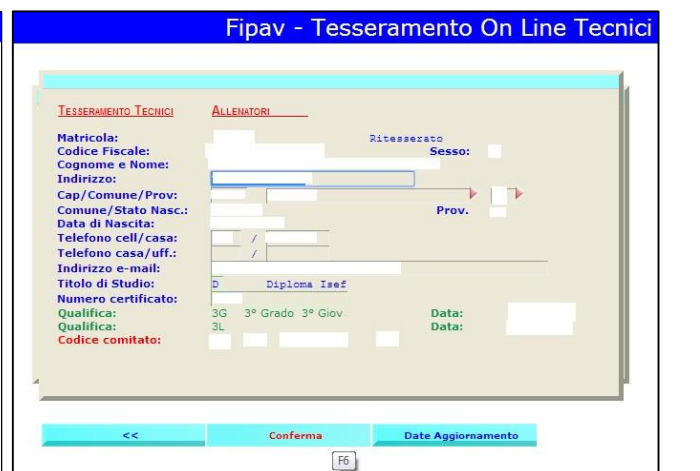 Fipav - Tesseramento On Line Tecnici
TESSERAMENTO TECNICI ALLENATORI
Matricola: Ritesserato
Codice Fiscale: Sesso:
Cognome e Nome:
Indirizzo:
Cap/Comune/Prov:
Comune/Stato Nasc.: Prov.
Data di Nascita:
Telefono cell/casa: /
Telefono casa/uff.: /
Indirizzo e-mail:
Titolo di Studio: D Diploma Isef
Numero certificato:
Qualifica: 3G 3º Grado 3º Giov Data:
Qualifica: 3L Data:
Codice comitato:
<< Conferma Date Aggiornamento
F6